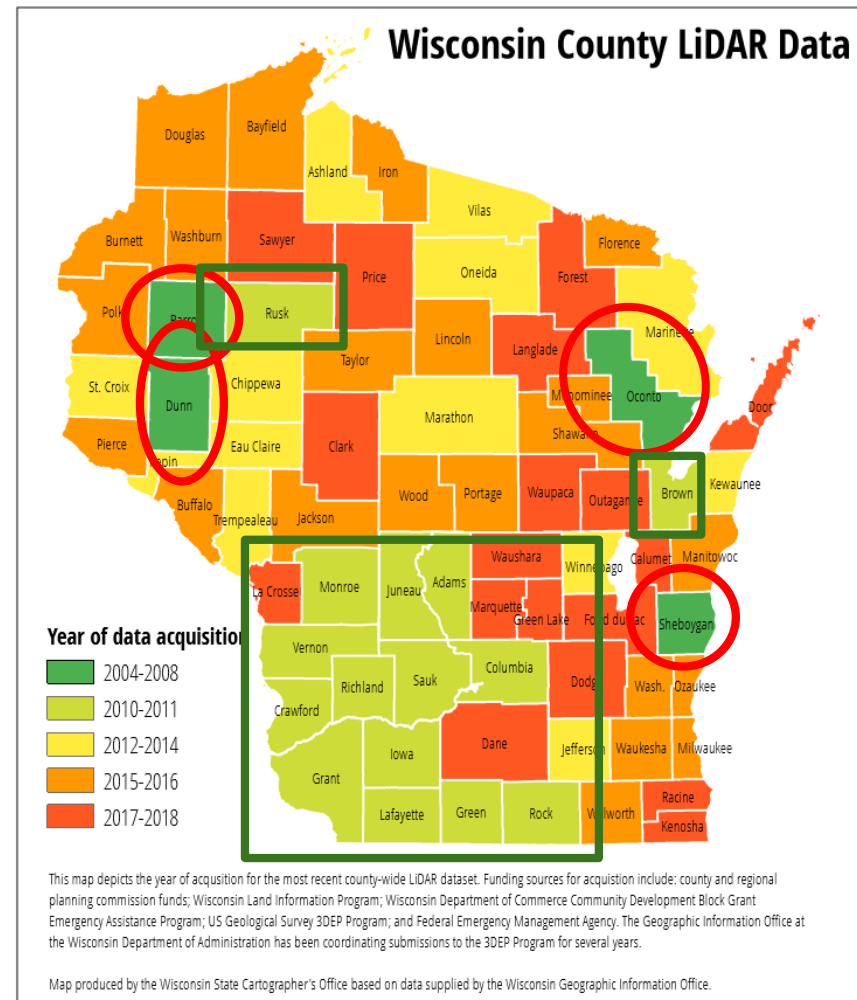 Wisconsin County LiDAR Data
Douglas
Bayfield
Ashland
Iron
Vilas
Burnett
Washburn
Sawyer
Price
Oneida
Forest
Florence
Polk
Barron
Rusk
Lincoln
Langlade
Marinette
Taylor
St. Croix
Dunn
Chippewa
Menominee
Oconto
Door
Marathon
Shawano
Pierce
Eau Claire
Clark
Pepin
Buffalo
Trempealeau
Jackson
Wood
Portage
Waupaca
Outagamie
Brown
Kewaunee
La Crosse
Monroe
Juneau
Adams
Waushara
Winnebago
Calumet
Manitowoc
Marquette
Green Lake
Fond du Lac
Sheboygan
Vernon
Richland
Sauk
Columbia
Dodge
Wash.
Ozaukee
Crawford
Grant
Iowa
Dane
Jefferson
Waukesha
Milwaukee
Lafayette
Green
Rock
Walworth
Racine
Kenosha
Year of data acquisition
2004-2008
2010-2011
2012-2014
2015-2016
2017-2018
This map depicts the year of acqusition for the most recent county-wide LiDAR dataset. Funding sources for acquistion include: county and regional
planning commission funds; Wisconsin Land Information Program; Wisconsin Department of Commerce Community Development Block Grant
Emergency Assistance Program; US Geological Survey 3DEP Program; and Federal Emergency Management Agency. The Geographic Information Office at
the Wisconsin Department of Administration has been coordinating submissions to the 3DEP Program for several years.
Map produced by the Wisconsin State Cartographer's Office based on data supplied by the Wisconsin Geographic Information Office.